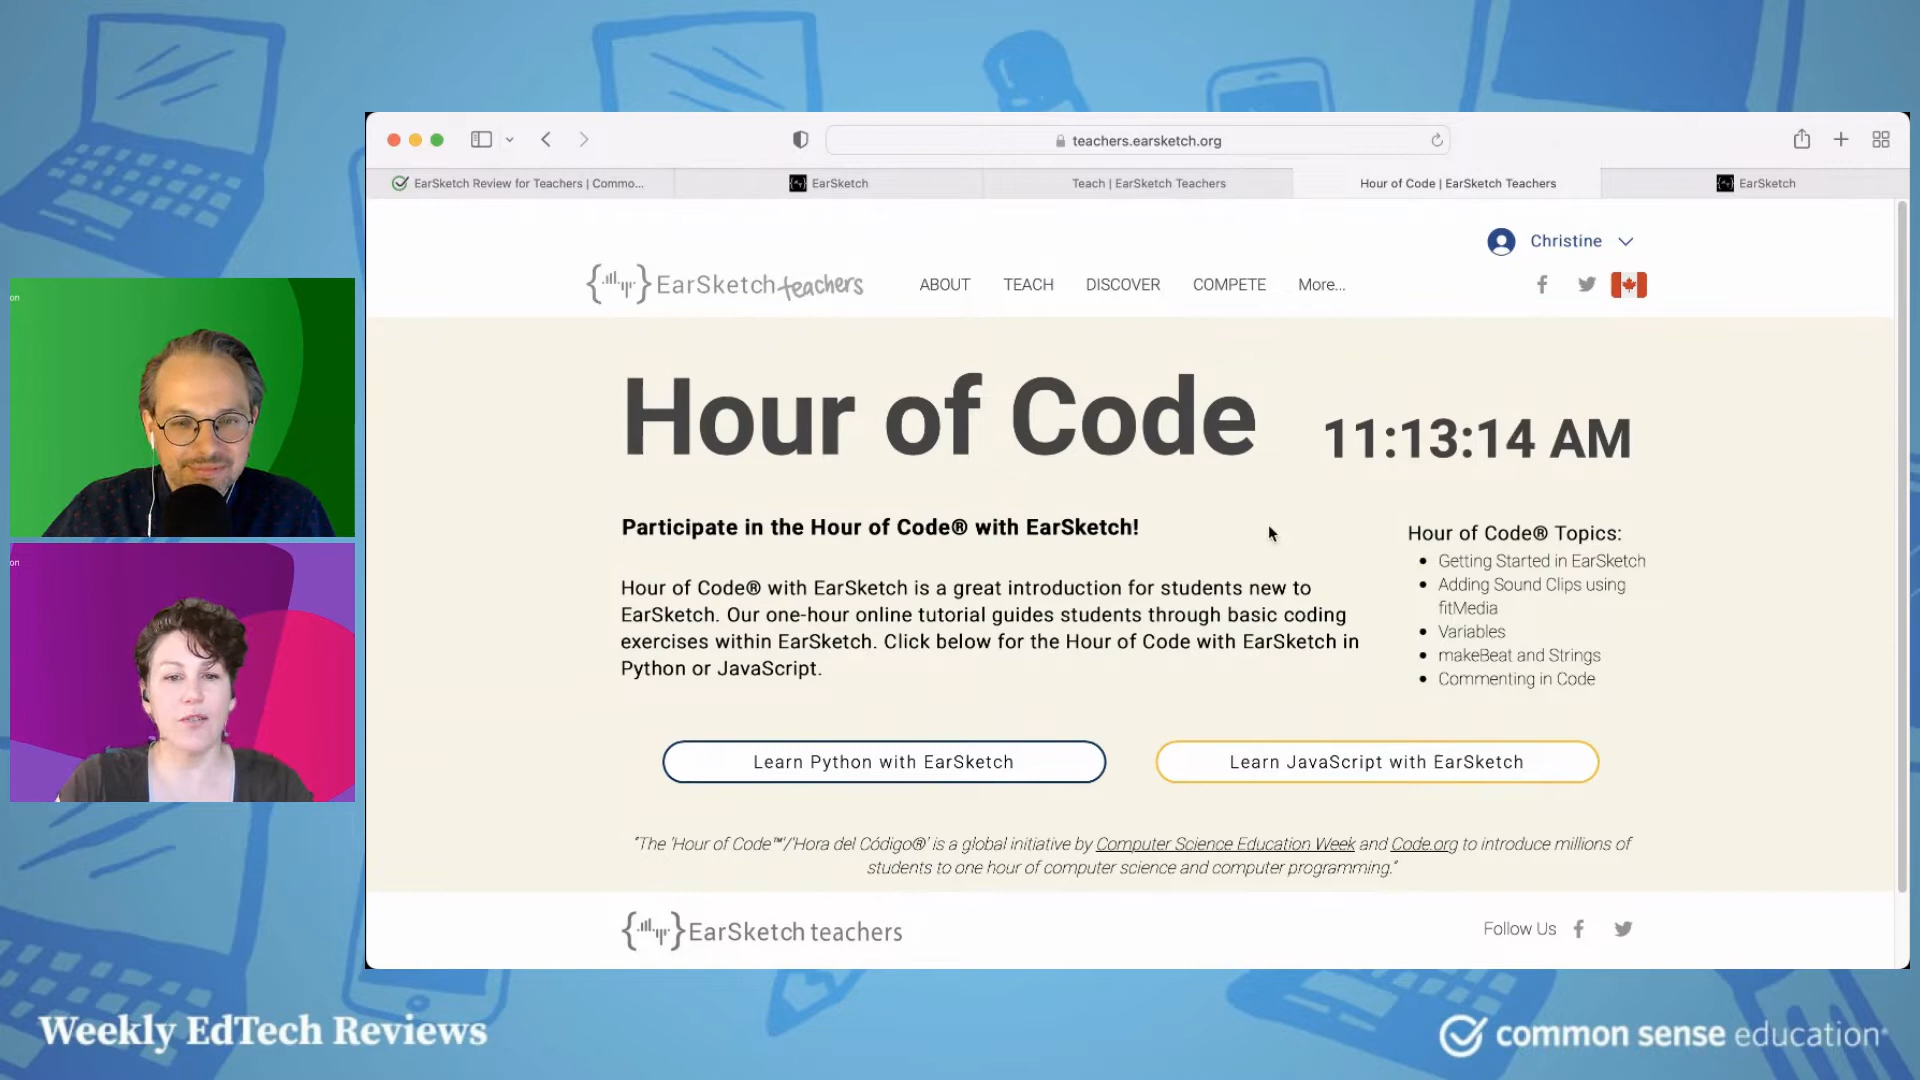 teachers.earsketch.org
EarSketch Review for Teachers | Commo...
EarSketch
Teach | EarSketch Teachers
Hour of Code | EarSketch Teachers
EarSketch
Christine
EarSketch teachers
ABOUT
TEACH
DISCOVER
COMPETE
More...
on
Hour of Code
11:13:14 AM
Participate in the Hour of Code® with EarSketch!
Hour of Code® with EarSketch is a great introduction for students new to
EarSketch. Our one-hour online tutorial guides students through basic coding
exercises within EarSketch. Click below for the Hour of Code with EarSketch in
Python or JavaScript.
Hour of Code® Topics:
• Getting Started in EarSketch
• Adding Sound Clips using
fitMedia
• Variables
• makeBeat and Strings
• Commenting in Code
on
Learn Python with EarSketch
Learn JavaScript with EarSketch
"The 'Hour of Code™'/'Hora del Código®' is a global initiative by Computer Science Education Week and Code.org to introduce millions of
students to one hour of computer science and computer programming."
EarSketch teachers
Follow Us
Weekly EdTech Reviews
common sense education®